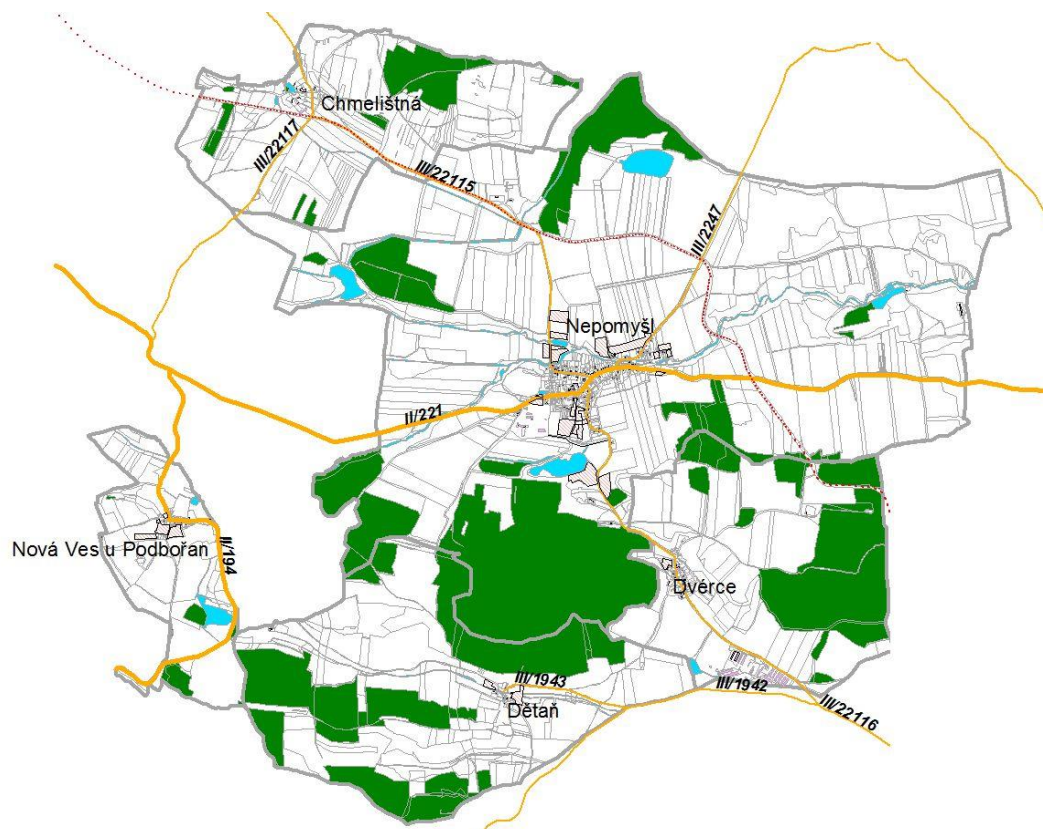 Chmelištná
III/22117
III/22115
III/2247
Nepomyšl
II/221
Nová Ves u Podbořan
II/194
Dvérce
III/1943
III/1942
Dětaň
III/22116